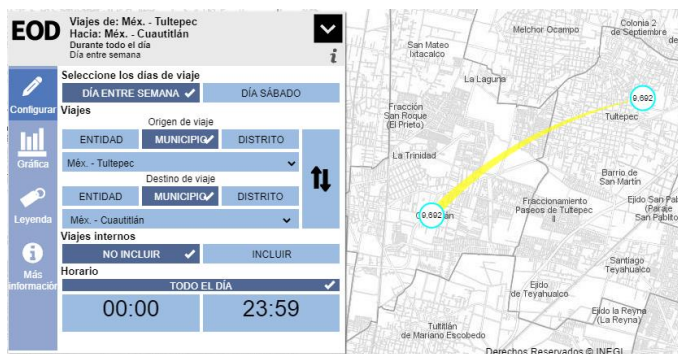 EOD
Viajes de: Méx. - Tultepec
Hacia: Méx. - Cuautitlán
Durante todo el día
Día entre semana
i
Configurar
Gráfica
Leyenda
Más
información
Seleccione los días de viaje
DÍA ENTRE SEMANA
DÍA SÁBADO
Viajes
Origen de viaje
ENTIDAD
MUNICIPIO
DISTRITO
Méx. - Tultepec
Destino de viaje
ENTIDAD
MUNICIPIO
DISTRITO
Méx. - Cuautitlán
Viajes internos
NO INCLUIR
INCLUIR
Horario
TODO EL DÍA
00:00
23:59
Melchor Ocampo
Colonia 2
de Septiembre
de
San Mateo
Ixtacalco
La Laguna
9,692
Tultepec
Fracción
San Roque
(El Prieto)
La Trinidad
Barrio de
San Martín
Fraccionamiento
Paseos de Tultepec
II
Ejido San Pal
(Paraje
San Pablito)
9,692
Santiago
Teyahualco
Ejido
de Teyahualco
Ejido la Reyna
(La Reyna)
Tultitlán
de Mariano Escobedo
Derechos Reservados © INEGI